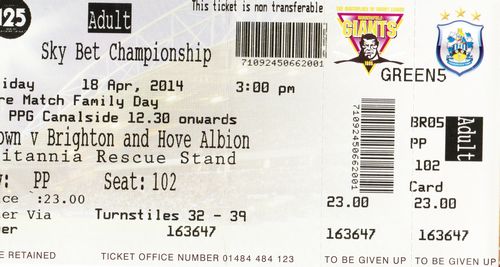 125
Adult
This ticket is not transferable
Sky Bet Championship
71092450662001
GIANTS
GREEN5
iday 18 Apr, 2014 3:00 pm
re Match Family Day
PPG Canalside 12.30 onwards
own v Brighton and Hove Albion
itannia Rescue Stand
: PP Seat: 102
ce :23.00
er Via Turnstiles 32 - 39
er 163647
E RETAINED TICKET OFFICE NUMBER 01484 484 123
71092450662001
23.00
163647
TO BE GIVEN UP
BR05
Adult
PP
102
Card
23.00
163647
TO BE GIVEN UP